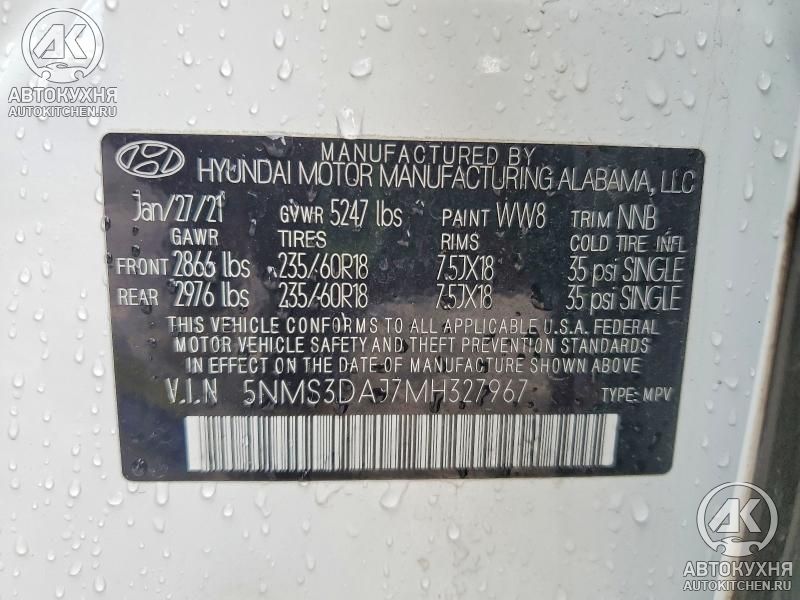 АК
АВТОКУХНЯ
AUTOKITCHEN.RU
MANUFACTURED BY
HYUNDAI MOTOR MANUFACTURING ALABAMA, LLC
Jan/27/21 GVWR 5247 lbs PAINT WW8 TRIM NNB
GAWR TIRES RIMS COLD TIRE INFL
FRONT 2866 lbs 235/60R18 7.5JX18 35 psi SINGLE
REAR 2976 lbs 235/60R18 7.5JX18 35 psi SINGLE
THIS VEHICLE CONFORMS TO ALL APPLICABLE U.S.A. FEDERAL
MOTOR VEHICLE SAFETY AND THEFT PREVENTION STANDARDS
IN EFFECT ON THE DATE OF MANUFACTURE SHOWN ABOVE
V.I.N 5NMS3DAJ7MH327967 TYPE: MPV
АК
АВТОКУХНЯ
AUTOKITCHEN.RU